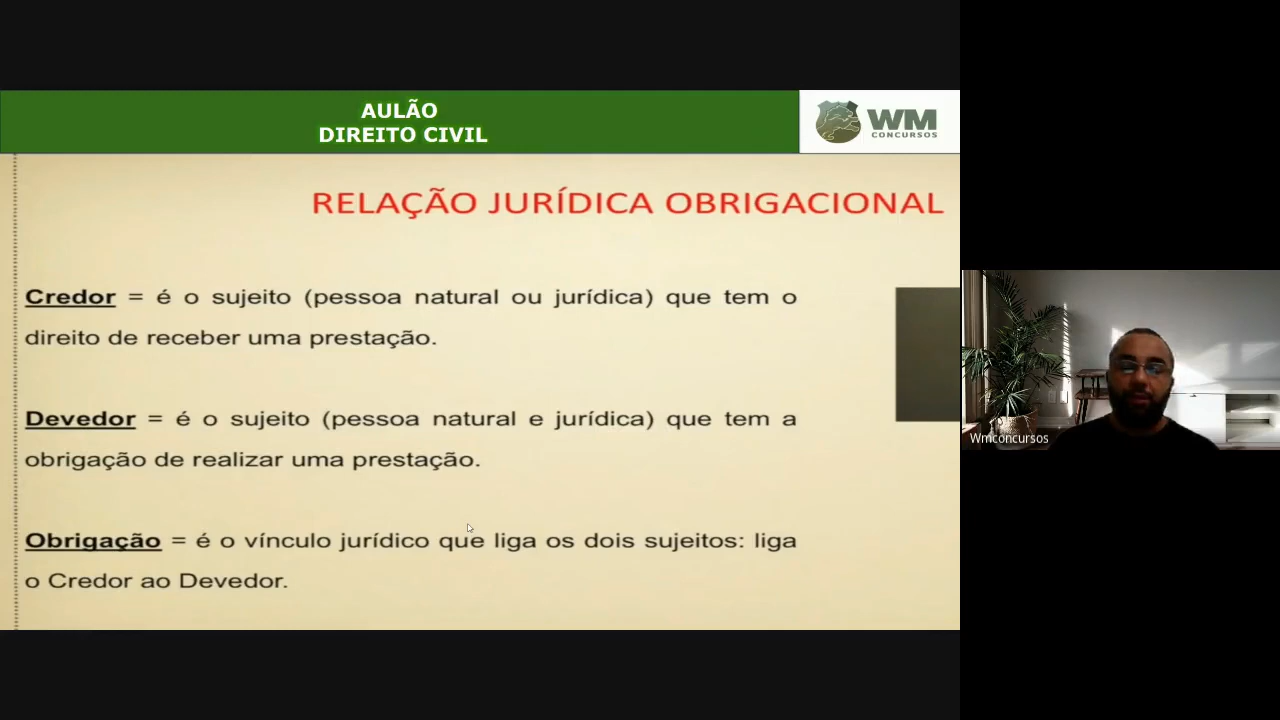 AULÃO
DIREITO CIVIL
WM
CONCURSOS
RELAÇÃO JURÍDICA OBRIGACIONAL
Credor = é o sujeito (pessoa natural ou jurídica) que tem o
direito de receber uma prestação.
Devedor = é o sujeito (pessoa natural e jurídica) que tem a
obrigação de realizar uma prestação.
Obrigação = é o vínculo jurídico que liga os dois sujeitos: liga
o Credor ao Devedor.
Wmconcursos